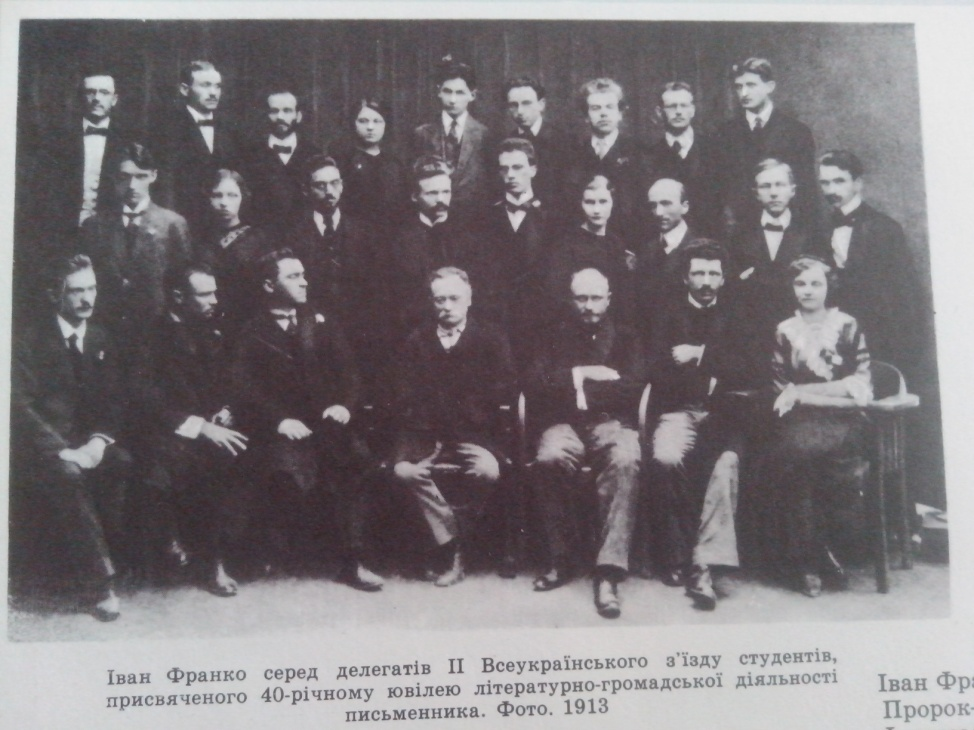 Іван Франко серед делегатів II Всеукраїнського з'їзду студентів,
присвяченого 40-річному ювілею літературно-громадської діяльності
письменника. Фото. 1913
Іван Фра
Пророк-